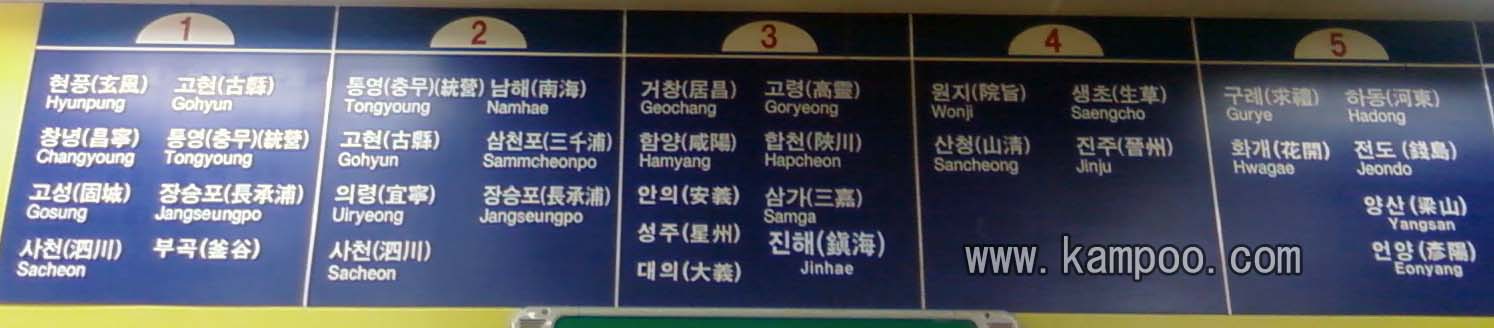 1
현풍(玄風) 고현(古縣)
Hyunpung Gohyun
창녕(昌寧) 통영(충무)(統營)
Changyoung Tongyoung
고성(固城) 장승포(長承浦)
Gosung Jangseungpo
사천(泗川) 부곡(釜谷)
Sacheon
2
통영(충무)(統營) 남해(南海)
Tongyoung Namhae
고현(古縣) 삼천포(三千浦)
Gohyun Sammcheonpo
의령(宜寧) 장승포(長承浦)
Uiryeong Jangseungpo
사천(泗川)
Sacheon
3
거창(居昌) 고령(高靈)
Geochang Goryeong
함양(咸陽) 합천(陜川)
Hamyang Hapcheon
안의(安義) 삼가(三嘉)
Samga
성주(星州) 진해(鎭海)
Jinhae
대의(大義)
4
원지(院旨) 생초(生草)
Wonji Saengcho
산청(山清) 진주(晉州)
Sancheong Jinju
5
구례(求禮) 하동(河東)
Gurye Hadong
화개(花開) 전도(錢島)
Hwagae Jeondo
양산(梁山)
Yangsan
언양(彥陽)
Eonyang
www.kampoo.com